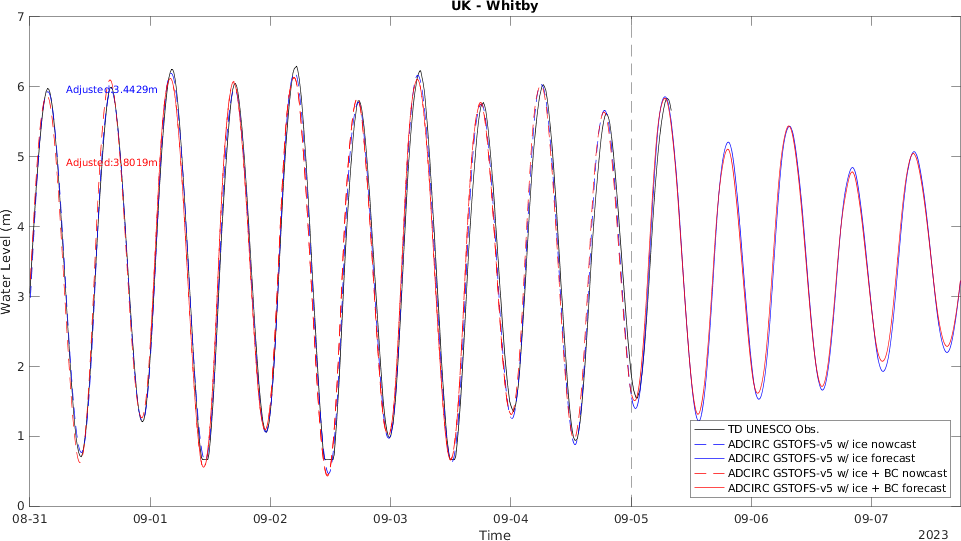 UK - Whitby
7
6
5
4
3
2
1
0
Water Level (m)
Adjusted:3.4429m
Adjusted:3.8019m
TD UNESCO Obs.
ADCIRC GSTOFS-v5 w/ ice nowcast
ADCIRC GSTOFS-v5 w/ ice forecast
ADCIRC GSTOFS-v5 w/ ice + BC nowcast
ADCIRC GSTOFS-v5 w/ ice + BC forecast
08-31 09-01 09-02 09-03 09-04 09-05 09-06 09-07
Time
2023